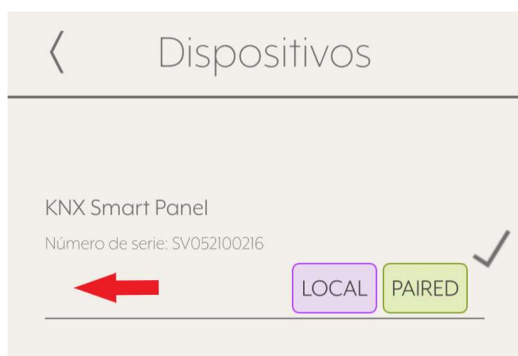 Dispositivos
KNX Smart Panel
Número de serie: SV052100216
LOCAL PAIRED